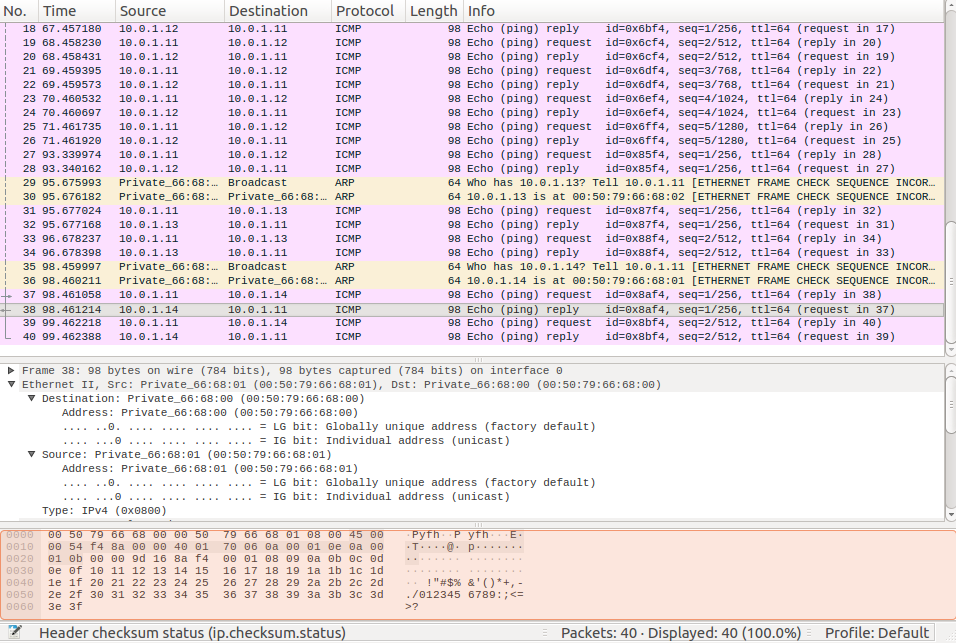 No. Time Source Destination Protocol Length Info
18 67.457180 10.0.1.12 10.0.1.11 ICMP 98 Echo (ping) reply id=0x6bf4, seq=1/256, ttl=64 (request in 17)
19 68.458230 10.0.1.11 10.0.1.12 ICMP 98 Echo (ping) request id=0x6cf4, seq=2/512, ttl=64 (reply in 20)
20 68.458431 10.0.1.12 10.0.1.11 ICMP 98 Echo (ping) reply id=0x6cf4, seq=2/512, ttl=64 (request in 19)
21 69.459395 10.0.1.11 10.0.1.12 ICMP 98 Echo (ping) request id=0x6df4, seq=3/768, ttl=64 (reply in 22)
22 69.459573 10.0.1.12 10.0.1.11 ICMP 98 Echo (ping) reply id=0x6df4, seq=3/768, ttl=64 (request in 21)
23 70.460532 10.0.1.11 10.0.1.12 ICMP 98 Echo (ping) request id=0x6ef4, seq=4/1024, ttl=64 (reply in 24)
24 70.460697 10.0.1.12 10.0.1.11 ICMP 98 Echo (ping) reply id=0x6ef4, seq=4/1024, ttl=64 (request in 23)
25 71.461735 10.0.1.11 10.0.1.12 ICMP 98 Echo (ping) request id=0x6ff4, seq=5/1280, ttl=64 (reply in 26)
26 71.461920 10.0.1.12 10.0.1.11 ICMP 98 Echo (ping) reply id=0x6ff4, seq=5/1280, ttl=64 (request in 25)
27 93.339974 10.0.1.11 10.0.1.12 ICMP 98 Echo (ping) request id=0x85f4, seq=1/256, ttl=64 (reply in 28)
28 93.340162 10.0.1.12 10.0.1.11 ICMP 98 Echo (ping) reply id=0x85f4, seq=1/256, ttl=64 (request in 27)
29 95.675993 Private_66:68:… Broadcast ARP 64 Who has 10.0.1.13? Tell 10.0.1.11 [ETHERNET FRAME CHECK SEQUENCE INCOR…
30 95.676182 Private_66:68:… Private_66:68:… ARP 64 10.0.1.13 is at 00:50:79:66:68:02 [ETHERNET FRAME CHECK SEQUENCE INCOR…
31 95.677024 10.0.1.11 10.0.1.13 ICMP 98 Echo (ping) request id=0x87f4, seq=1/256, ttl=64 (reply in 32)
32 95.677168 10.0.1.13 10.0.1.11 ICMP 98 Echo (ping) reply id=0x87f4, seq=1/256, ttl=64 (request in 31)
33 96.678237 10.0.1.11 10.0.1.13 ICMP 98 Echo (ping) request id=0x88f4, seq=2/512, ttl=64 (reply in 34)
34 96.678398 10.0.1.13 10.0.1.11 ICMP 98 Echo (ping) reply id=0x88f4, seq=2/512, ttl=64 (request in 33)
35 98.459997 Private_66:68:… Broadcast ARP 64 Who has 10.0.1.14? Tell 10.0.1.11 [ETHERNET FRAME CHECK SEQUENCE INCOR…
36 98.460211 Private_66:68:… Private_66:68:… ARP 64 10.0.1.14 is at 00:50:79:66:68:01 [ETHERNET FRAME CHECK SEQUENCE INCOR…
37 98.461058 10.0.1.11 10.0.1.14 ICMP 98 Echo (ping) request id=0x8af4, seq=1/256, ttl=64 (reply in 38)
38 98.461214 10.0.1.14 10.0.1.11 ICMP 98 Echo (ping) reply id=0x8af4, seq=1/256, ttl=64 (request in 37)
39 99.462218 10.0.1.11 10.0.1.14 ICMP 98 Echo (ping) request id=0x8bf4, seq=2/512, ttl=64 (reply in 40)
40 99.462388 10.0.1.14 10.0.1.11 ICMP 98 Echo (ping) reply id=0x8bf4, seq=2/512, ttl=64 (request in 39)
Frame 38: 98 bytes on wire (784 bits), 98 bytes captured (784 bits) on interface 0
Ethernet II, Src: Private_66:68:01 (00:50:79:66:68:01), Dst: Private_66:68:00 (00:50:79:66:68:00)
Destination: Private_66:68:00 (00:50:79:66:68:00)
Address: Private_66:68:00 (00:50:79:66:68:00)
.... ..0. .... .... .... .... = LG bit: Globally unique address (factory default)
.... ...0 .... .... .... .... = IG bit: Individual address (unicast)
Source: Private_66:68:01 (00:50:79:66:68:01)
Address: Private_66:68:01 (00:50:79:66:68:01)
.... ..0. .... .... .... .... = LG bit: Globally unique address (factory default)
.... ...0 .... .... .... .... = IG bit: Individual address (unicast)
Type: IPv4 (0x0800)
0000 00 50 79 66 68 00 00 50 79 66 68 01 08 00 45 00 ·Pyfh··P yfh···E·
0010 00 54 f4 8a 00 00 40 01 70 06 0a 00 01 0e 0a 00 ·T····@· p·······
0020 01 0b 00 00 9d 16 8a f4 00 01 08 09 0a 0b 0c 0d ········ ········
0030 0e 0f 10 11 12 13 14 15 16 17 18 19 1a 1b 1c 1d ········ ········
0040 1e 1f 20 21 22 23 24 25 26 27 28 29 2a 2b 2c 2d ·· !"#$% &'()*+,-
0050 2e 2f 30 31 32 33 34 35 36 37 38 39 3a 3b 3c 3d ./012345 6789:;<=
0060 3e 3f >?
Header checksum status (ip.checksum.status) Packets: 40 · Displayed: 40 (100.0%) Profile: Default